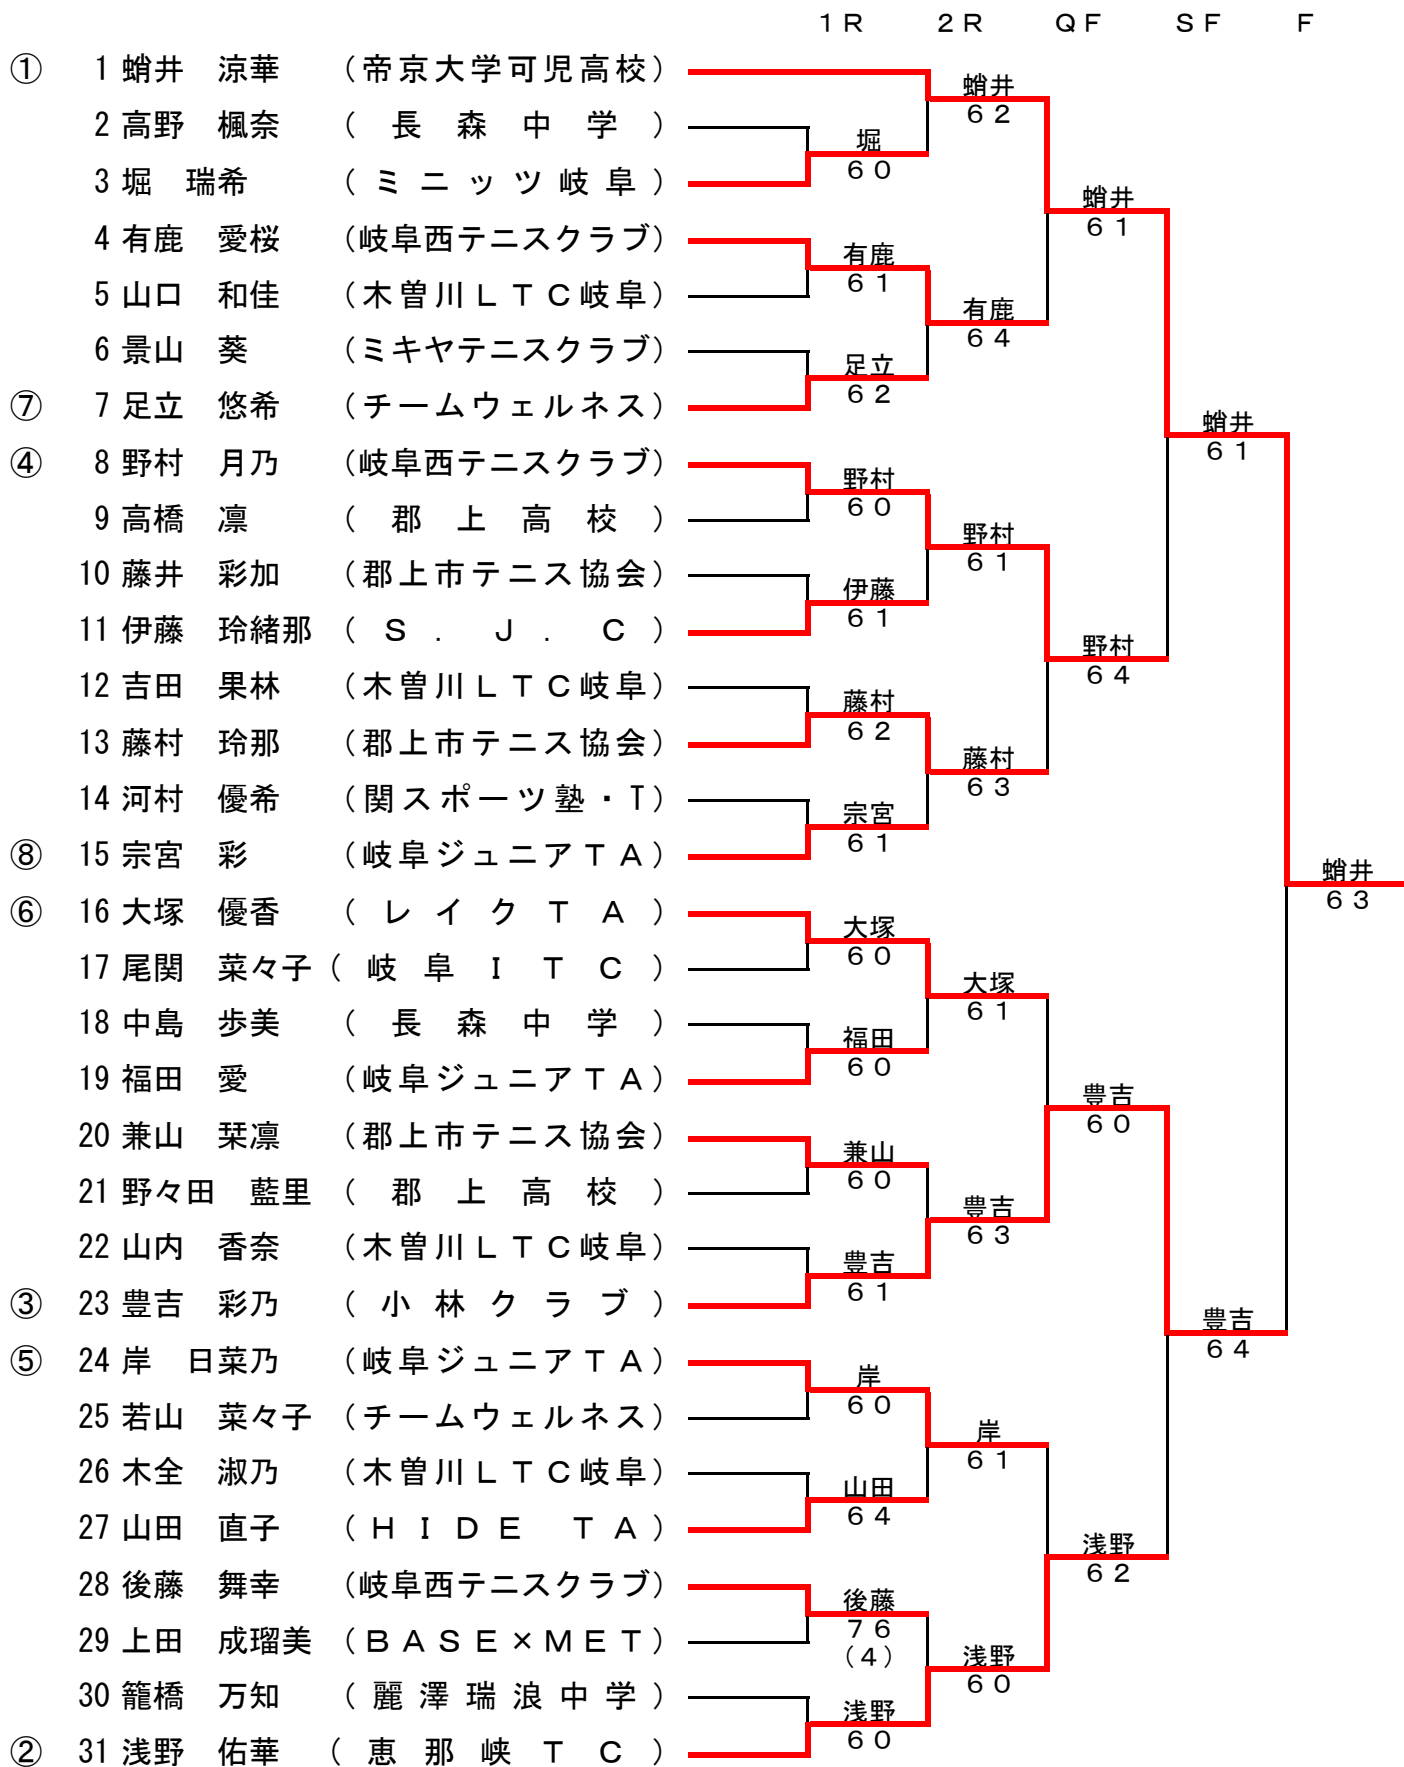 １Ｒ ２Ｒ ＱＦ ＳＦ Ｆ
① 1 蛸井　涼華 （帝京大学可児高校）
2 高野　楓奈 （長森中学）
3 堀　瑞希 （ミニッツ岐阜）
4 有鹿　愛桜 （岐阜西テニスクラブ）
5 山口　和佳 （木曽川ＬＴＣ岐阜）
6 景山　葵 （ミキヤテニスクラブ）
⑦ 7 足立　悠希 （チームウェルネス）
④ 8 野村　月乃 （岐阜西テニスクラブ）
9 高橋　凛 （郡上高校）
10 藤井　彩加 （郡上市テニス協会）
11 伊藤　玲緒那 （Ｓ．Ｊ．Ｃ）
12 吉田　果林 （木曽川ＬＴＣ岐阜）
13 藤村　玲那 （郡上市テニス協会）
14 河村　優希 （関スポーツ塾・T）
⑧ 15 宗宮　彩 （岐阜ジュニアＴＡ）
⑥ 16 大塚　優香 （レイクＴＡ）
17 尾関　菜々子 （岐阜ＩＴＣ）
18 中島　歩美 （長森中学）
19 福田　愛 （岐阜ジュニアＴＡ）
20 兼山　栞凛 （郡上市テニス協会）
21 野々田　藍里 （郡上高校）
22 山内　香奈 （木曽川ＬＴＣ岐阜）
③ 23 豊吉　彩乃 （小林クラブ）
⑤ 24 岸　日菜乃 （岐阜ジュニアＴＡ）
25 若山　菜々子 （チームウェルネス）
26 木全　淑乃 （木曽川ＬＴＣ岐阜）
27 山田　直子 （ＨＩＤＥ　ＴＡ）
28 後藤　舞幸 （岐阜西テニスクラブ）
29 上田　成瑠美 （ＢＡＳＥ×ＭＥＴ）
30 籠橋　万知 （麗澤瑞浪中学）
② 31 浅野　佑華 （恵那峡ＴＣ）
堀
６０
有鹿
６１
足立
６２
野村
６０
伊藤
６１
藤村
６２
宗宮
６１
大塚
６０
福田
６０
兼山
６０
豊吉
６１
岸
６０
山田
６４
後藤
７６
（４）
浅野
６０
蛸井
６２
有鹿
６４
野村
６１
藤村
６３
大塚
６１
豊吉
６３
岸
６１
浅野
６０
蛸井
６１
野村
６４
豊吉
６０
浅野
６２
蛸井
６１
豊吉
６４
蛸井
６３